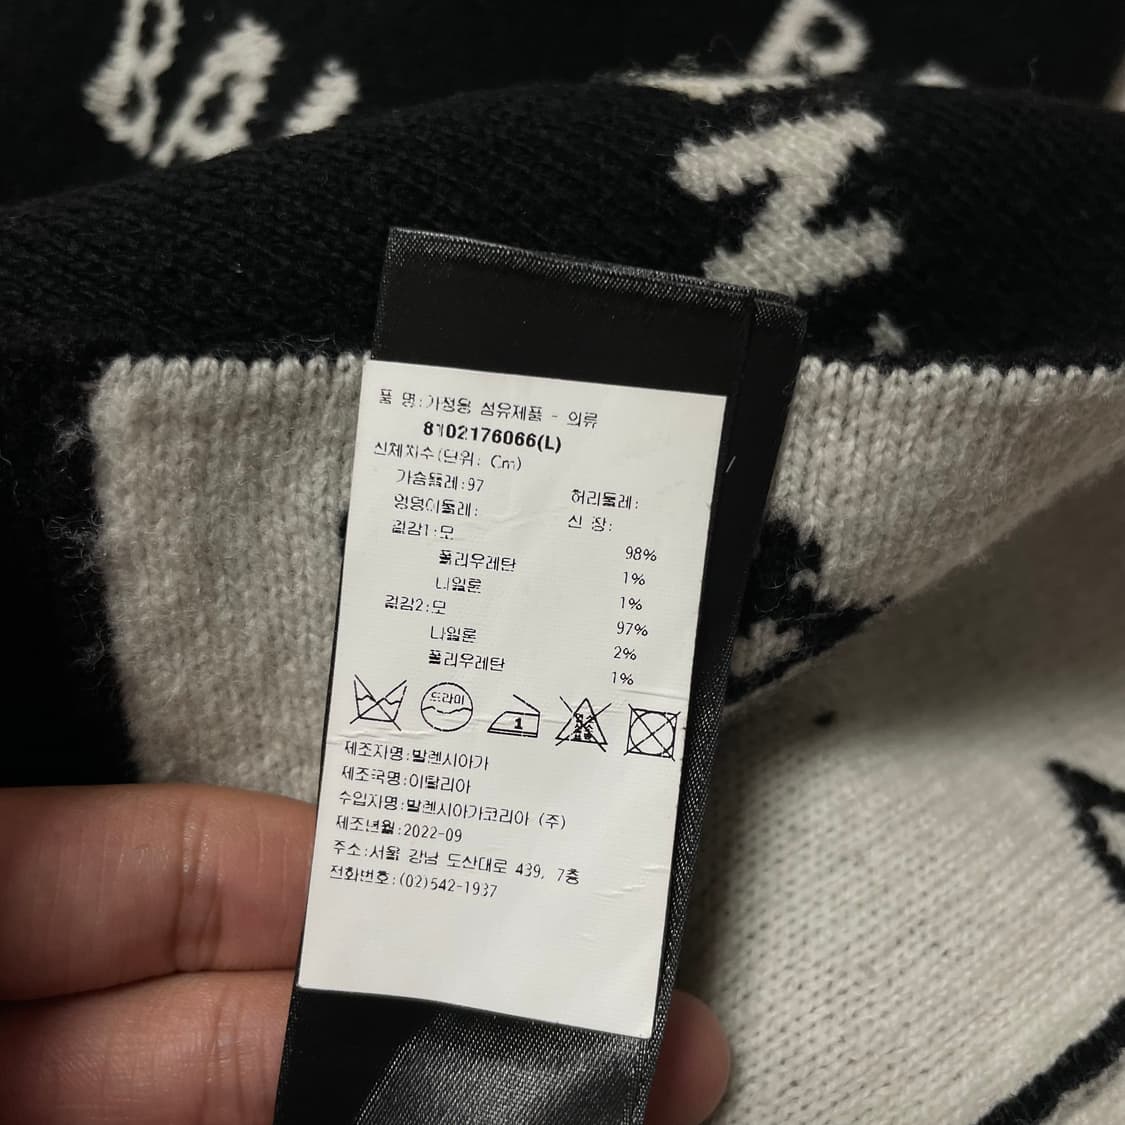 품 명:가정용 섬유제품 - 의류
8102176066(L)
신체치수(단위: Cm)
가슴둘레:97
허리둘레:
엉덩이둘레:
신 장:
겉감1:모 98%
폴리우레탄 1%
나일론 1%
겉감2:모 97%
나일론 2%
폴리우레탄 1%
드라이
1
제조자명:발렌시아가
제조국명:이탈리아
수입자명:발렌시아가코리아 (주)
제조년월:2022-09
주소:서울 강남 도산대로 439, 7층
전화번호:(02)542-1937